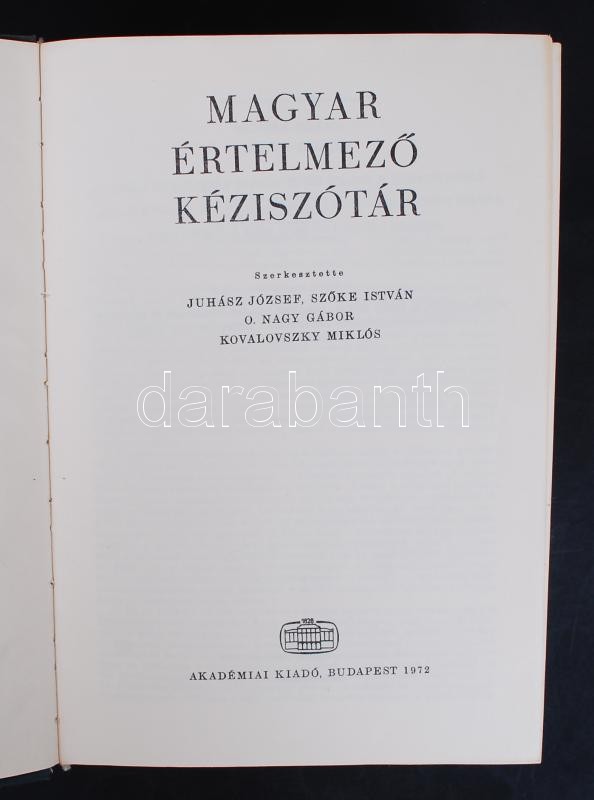 MAGYAR
ÉRTELMEZŐ
KÉZISZÓTÁR
Szerkesztette
JUHÁSZ JÓZSEF, SZŐKE ISTVÁN
O. NAGY GÁBOR
KOVALOVSZKY MIKLÓS
darabanth
1828
AKADÉMIAI KIADÓ, BUDAPEST 1972